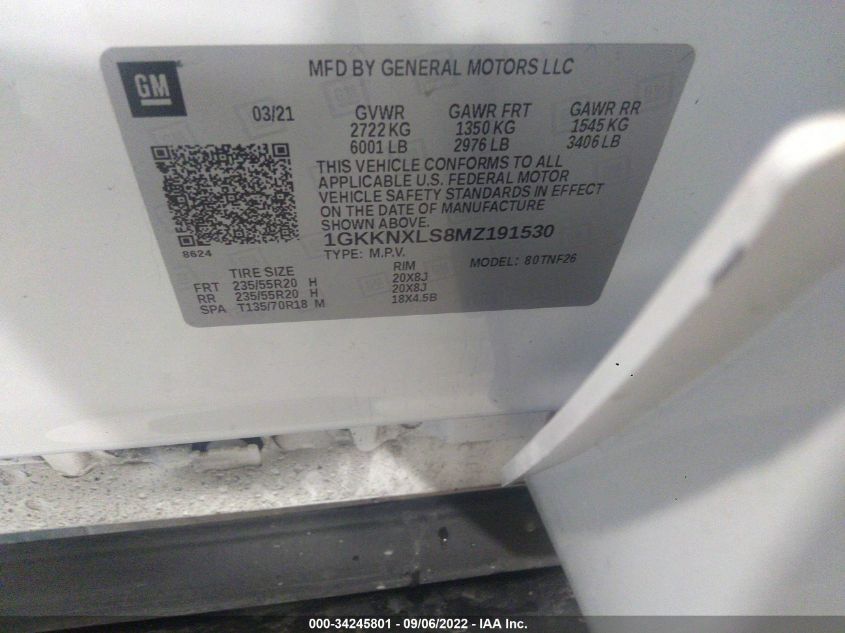 GM
MFD BY GENERAL MOTORS LLC
03/21 GVWR GAWR FRT GAWR RR
2722 KG 1350 KG 1545 KG
6001 LB 2976 LB 3406 LB
THIS VEHICLE CONFORMS TO ALL
APPLICABLE U.S. FEDERAL MOTOR
VEHICLE SAFETY STANDARDS IN EFFECT
ON THE DATE OF MANUFACTURE
SHOWN ABOVE.
1GKKNXLS8MZ191530
8624
TYPE: M.P.V. MODEL: 80TNF26
TIRE SIZE RIM
FRT 235/55R20 H 20X8J
RR 235/55R20 H 20X8J
SPA T135/70R18 M 18X4.5B
000-34245801 - 09/06/2022 - IAA Inc.